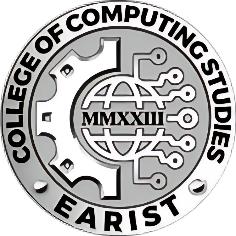 COLLEGE OF COMPUTING STUDIES
MMXXIII
EARIST